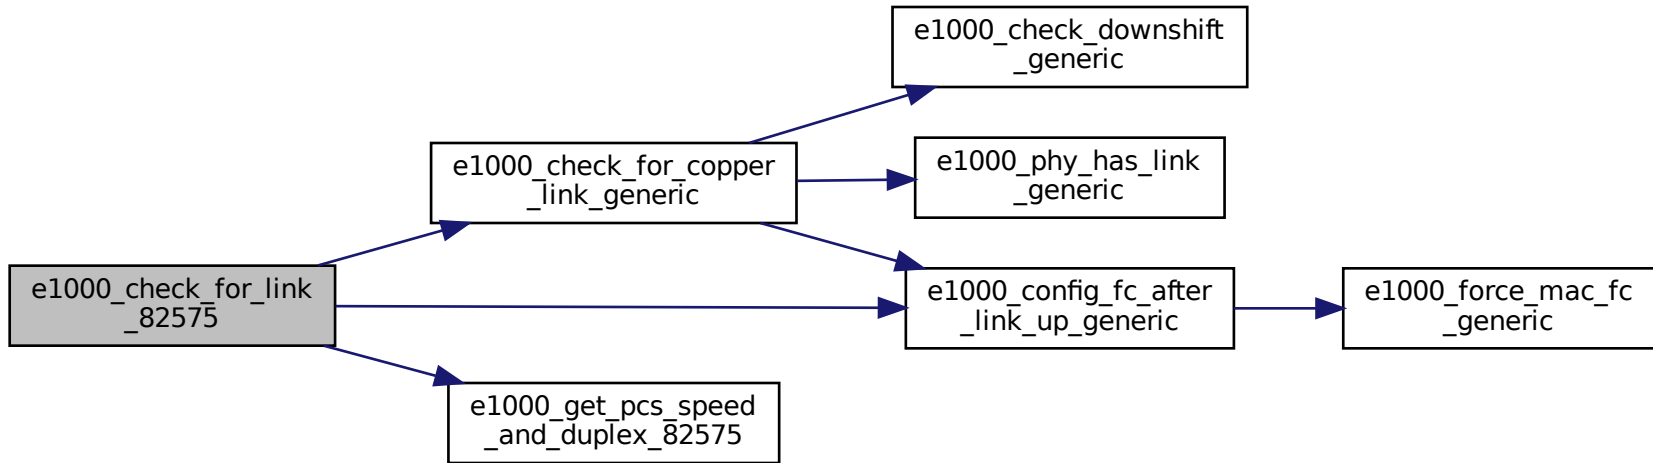 e1000_check_for_link
_82575
e1000_check_for_copper
_link_generic
e1000_check_downshift
_generic
e1000_phy_has_link
_generic
e1000_config_fc_after
_link_up_generic
e1000_force_mac_fc
_generic
e1000_get_pcs_speed
_and_duplex_82575